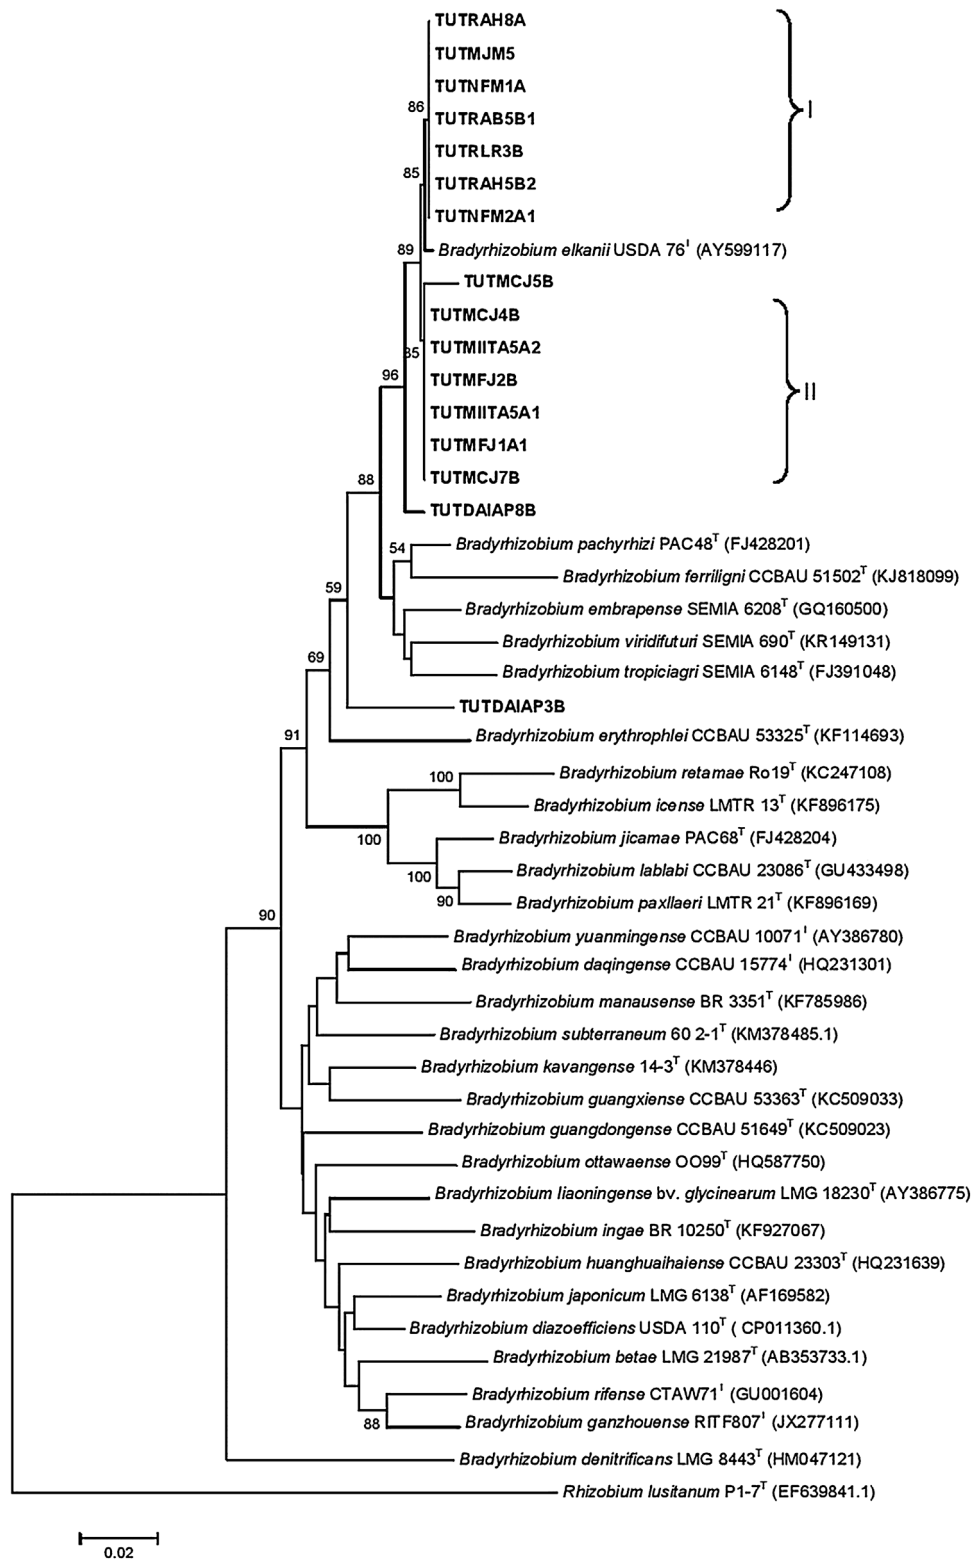 TUTRAH8A
TUTMJM5
TUTNFM1A
86
TUTRAB5B1
I
TUTRLR3B
85
TUTRAH5B2
TUTNFM2A1
89
Bradyrhizobium elkanii USDA 76T (AY599117)
TUTMCJ5B
TUTMCJ4B
85
TUTMIITA5A2
96
TUTMFJ2B
II
TUTMIITA5A1
TUTMFJ1A1
88
TUTMCJ7B
TUTDAIAP8B
54
Bradyrhizobium pachyrhizi PAC48T (FJ428201)
Bradyrhizobium ferriligni CCBAU 51502T (KJ818099)
59
Bradyrhizobium embrapense SEMIA 6208T (GQ160500)
Bradyrhizobium viridifuturi SEMIA 690T (KR149131)
69
Bradyrhizobium tropiciagri SEMIA 6148T (FJ391048)
TUTDAIAP3B
91
Bradyrhizobium erythrophlei CCBAU 53325T (KF114693)
100
Bradyrhizobium retamae Ro19T (KC247108)
Bradyrhizobium icense LMTR 13T (KF896175)
100
Bradyrhizobium jicamae PAC68T (FJ428204)
100
Bradyrhizobium lablabi CCBAU 23086T (GU433498)
90
Bradyrhizobium paxllaeri LMTR 21T (KF896169)
90
Bradyrhizobium yuanmingense CCBAU 10071T (AY386780)
Bradyrhizobium daqingense CCBAU 15774T (HQ231301)
Bradyrhizobium manausense BR 3351T (KF785986)
Bradyrhizobium subterraneum 60 2-1T (KM378485.1)
Bradyrhizobium kavangense 14-3T (KM378446)
Bradyrhizobium guangxiense CCBAU 53363T (KC509033)
Bradyrhizobium guangdongense CCBAU 51649T (KC509023)
Bradyrhizobium ottawaense OO99T (HQ587750)
Bradyrhizobium liaoningense bv. glycinearum LMG 18230T (AY386775)
Bradyrhizobium ingae BR 10250T (KF927067)
Bradyrhizobium huanghuaihaiense CCBAU 23303T (HQ231639)
Bradyrhizobium japonicum LMG 6138T (AF169582)
Bradyrhizobium diazoefficiens USDA 110T ( CP011360.1)
Bradyrhizobium betae LMG 21987T (AB353733.1)
Bradyrhizobium rifense CTAW71T (GU001604)
88
Bradyrhizobium ganzhouense RITF807T (JX277111)
Bradyrhizobium denitrificans LMG 8443T (HM047121)
Rhizobium lusitanum P1-7T (EF639841.1)
0.02